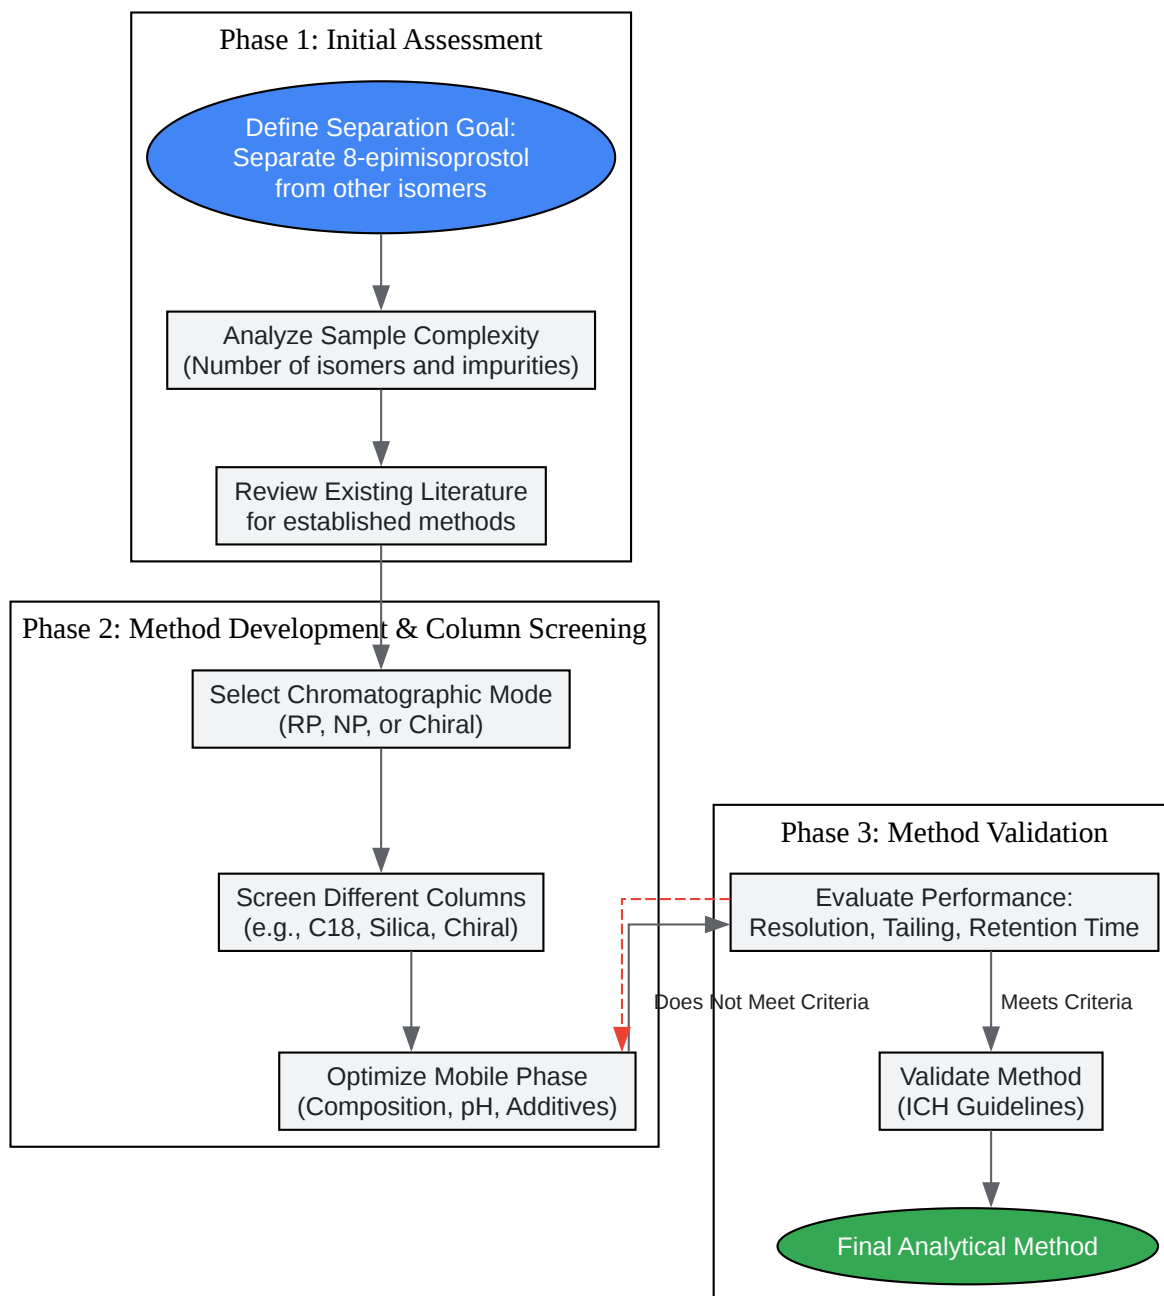 Phase 1: Initial Assessment
Define Separation Goal:
Separate 8-epimisoprostol
from other isomers
Analyze Sample Complexity
(Number of isomers and impurities)
Review Existing Literature
for established methods
Phase 2: Method Development & Column Screening
Select Chromatographic Mode
(RP, NP, or Chiral)
Screen Different Columns
(e.g., C18, Silica, Chiral)
Optimize Mobile Phase
(Composition, pH, Additives)
Phase 3: Method Validation
Evaluate Performance:
Resolution, Tailing, Retention Time
Does Not Meet Criteria
Meets Criteria
Validate Method
(ICH Guidelines)
Final Analytical Method